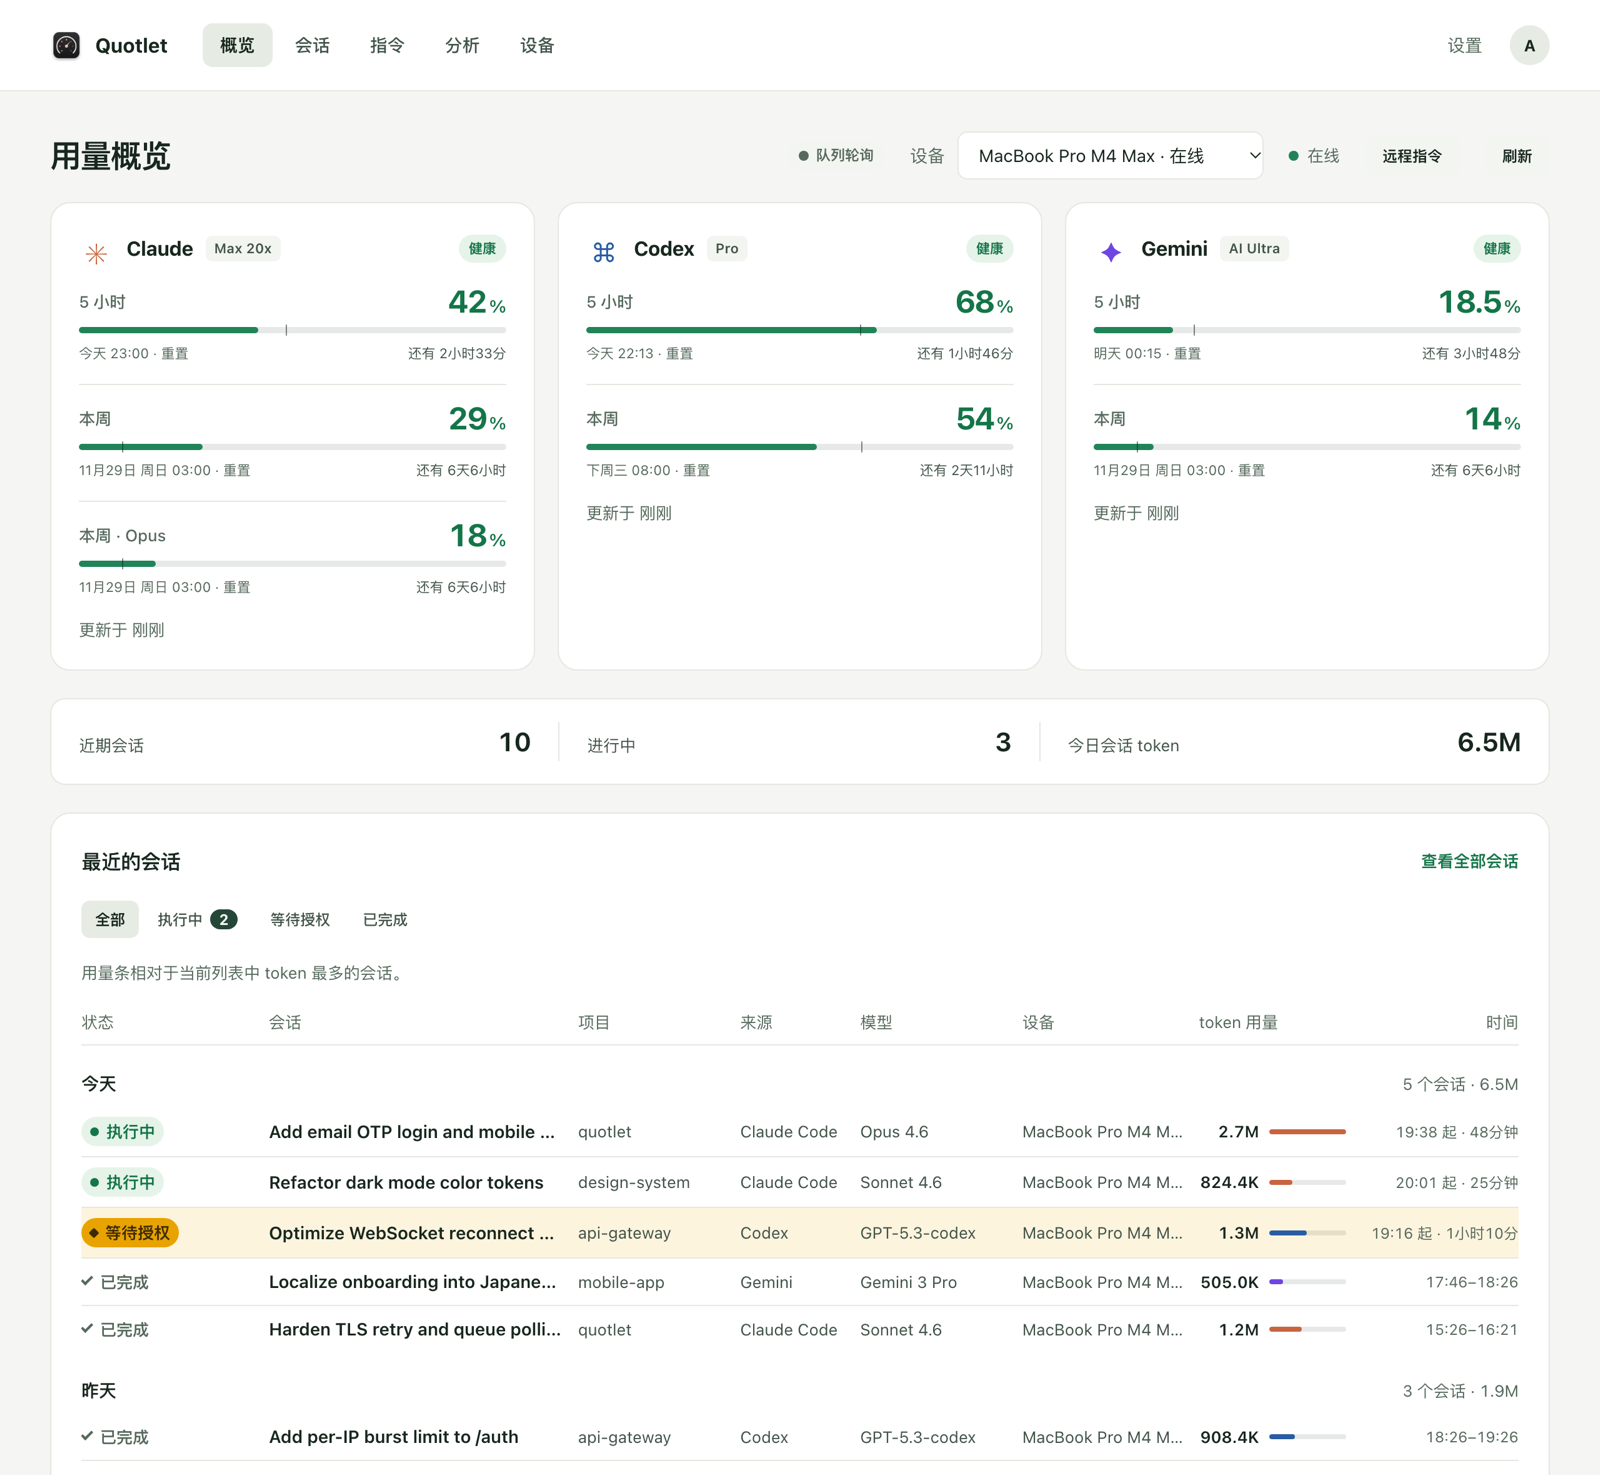 Quotlet 概览 会话 指令 分析 设备 设置 A
用量概览 队列轮询 设备 MacBook Pro M4 Max · 在线 在线 远程指令 刷新
Claude Max 20x 健康
5 小时 42%
今天 23:00 · 重置 还有 2小时33分
本周 29%
11月29日 周日 03:00 · 重置 还有 6天6小时
本周 · Opus 18%
11月29日 周日 03:00 · 重置 还有 6天6小时
更新于 刚刚
Codex Pro 健康
5 小时 68%
今天 22:13 · 重置 还有 1小时46分
本周 54%
下周三 08:00 · 重置 还有 2天11小时
更新于 刚刚
Gemini AI Ultra 健康
5 小时 18.5%
明天 00:15 · 重置 还有 3小时48分
本周 14%
11月29日 周日 03:00 · 重置 还有 6天6小时
更新于 刚刚
近期会话 10 进行中 3 今日会话 token 6.5M
最近的会话 查看全部会话
全部 执行中 2 等待授权 已完成
用量条相对于当前列表中 token 最多的会话。
状态 会话 项目 来源 模型 设备 token 用量 时间
今天 5 个会话 · 6.5M
执行中 Add email OTP login and mobile ... quotlet Claude Code Opus 4.6 MacBook Pro M4 M... 2.7M 19:38 起 · 48分钟
执行中 Refactor dark mode color tokens design-system Claude Code Sonnet 4.6 MacBook Pro M4 M... 824.4K 20:01 起 · 25分钟
等待授权 Optimize WebSocket reconnect ... api-gateway Codex GPT-5.3-codex MacBook Pro M4 M... 1.3M 19:16 起 · 1小时10分
已完成 Localize onboarding into Japane... mobile-app Gemini Gemini 3 Pro MacBook Pro M4 M... 505.0K 17:46–18:26
已完成 Harden TLS retry and queue polli... quotlet Claude Code Sonnet 4.6 MacBook Pro M4 M... 1.2M 15:26–16:21
昨天 3 个会话 · 1.9M
已完成 Add per-IP burst limit to /auth api-gateway Codex GPT-5.3-codex MacBook Pro M4 M... 908.4K 18:26–19:26